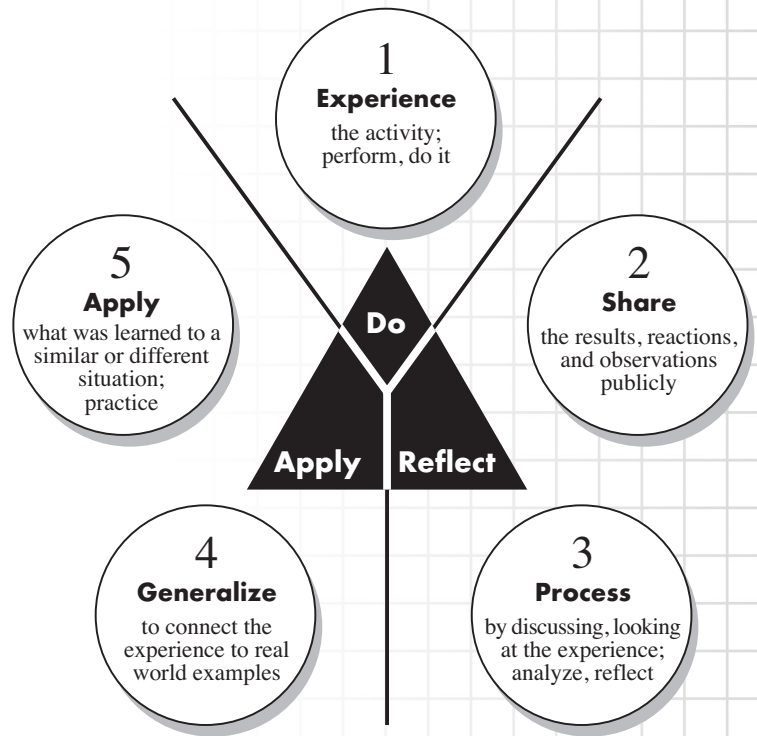 1
Experience
the activity;
perform, do it
2
Share
the results, reactions,
and observations
publicly
3
Process
by discussing, looking
at the experience;
analyze, reflect
4
Generalize
to connect the
experience to real
world examples
5
Apply
what was learned to a
similar or different
situation;
practice
Do
Apply
Reflect